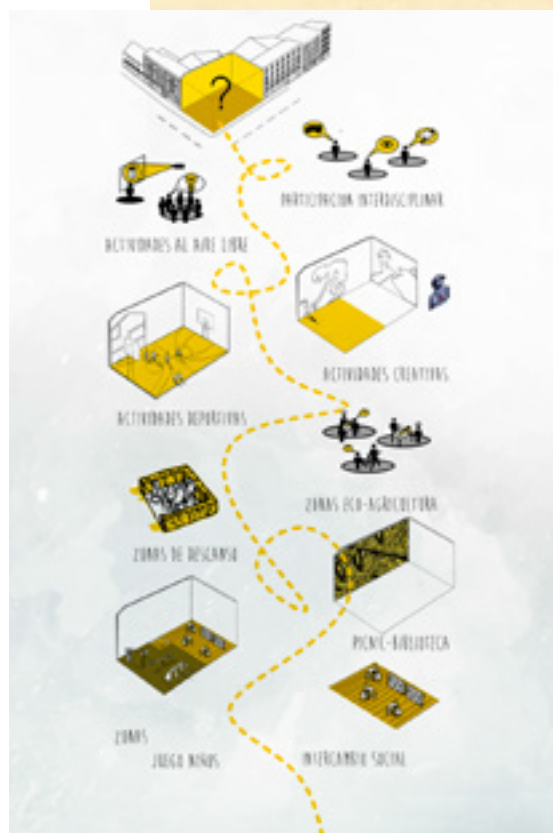 ?
PARTICIPACION INTERDISCIPLINAR
ACTIVIDADES AL AIRE LIBRE
ACTIVIDADES CREATIVAS
ACTIVIDADES DEPORTIVAS
ZONAS ECO-AGRICULTURA
ZONAS DE DESCANSO
PICNIC-BIBLIOTECA
ZONAS
JUEGO NIÑOS
INTERCAMBIO SOCIAL